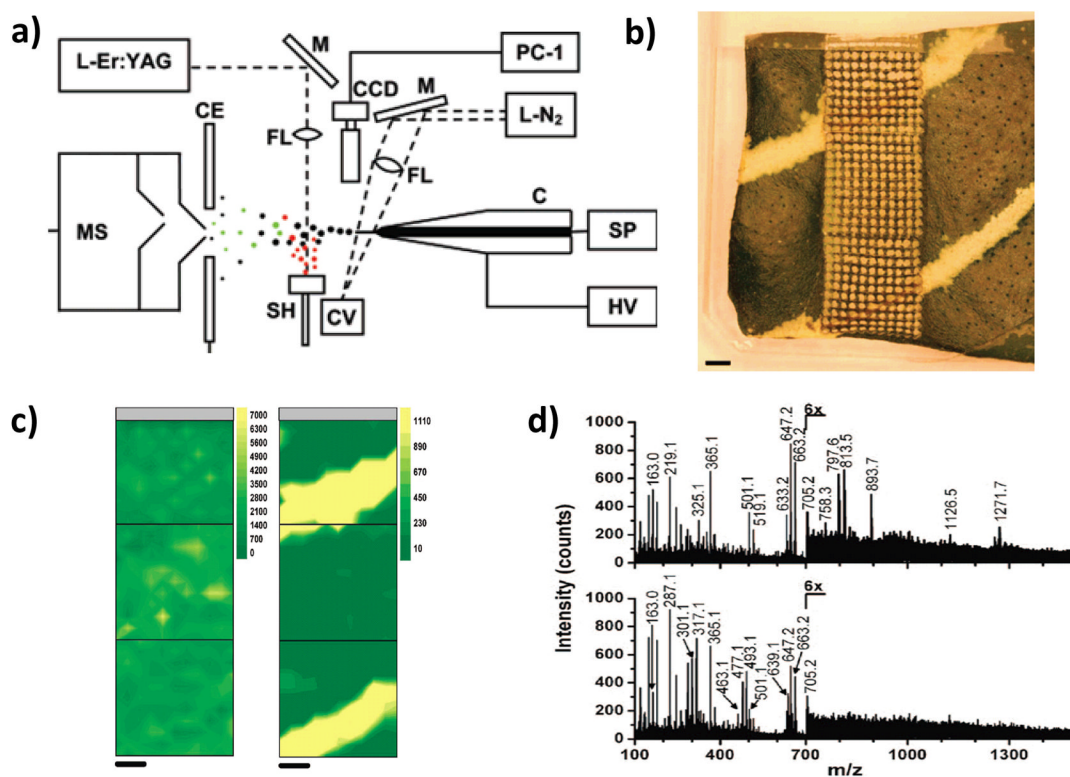 a)
L-Er:YAG
M
CCD
PC-1
M
L-N₂
CE
FL
FL
MS
C
SP
SH
CV
HV
b)
c)
7000
6300
5600
4900
4200
3500
2800
2100
1400
700
0
1110
890
670
450
230
10
d)
Intensity (counts)
1000
800
600
400
200
0
163.0
219.1
325.1
365.1
501.1
519.1
633.2
647.2
663.2
705.2
6x
758.3
797.6
813.5
893.7
1126.5
1271.7
1000
800
600
400
200
0
163.0
287.1
301.1
317.1
365.1
463.1
477.1
493.1
501.1
639.1
647.2
663.2
705.2
6x
100 400 700 1000 1300
m/z